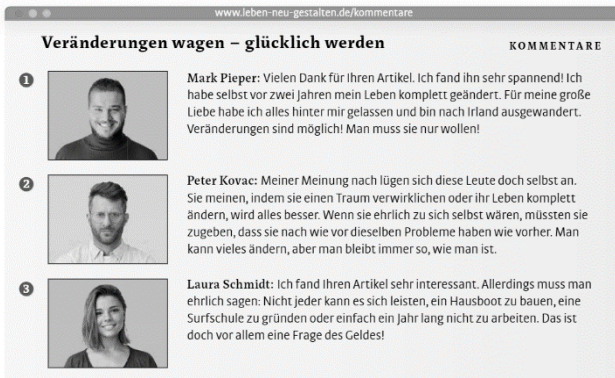 www.leben-neu-gestalten.de/kommentare
Veränderungen wagen – glücklich werden
KOMMENTARE
1
Mark Pieper: Vielen Dank für Ihren Artikel. Ich fand ihn sehr spannend! Ich
habe selbst vor zwei Jahren mein Leben komplett geändert. Für meine große
Liebe habe ich alles hinter mir gelassen und bin nach Irland ausgewandert.
Veränderungen sind möglich! Man muss sie nur wollen!
2
Peter Kovac: Meiner Meinung nach lügen sich diese Leute doch selbst an.
Sie meinen, indem sie einen Traum verwirklichen oder ihr Leben komplett
ändern, wird alles besser. Wenn sie ehrlich zu sich selbst wären, müssten sie
zugeben, dass sie nach wie vor dieselben Probleme haben wie vorher. Man
kann vieles ändern, aber man bleibt immer so, wie man ist.
3
Laura Schmidt: Ich fand Ihren Artikel sehr interessant. Allerdings muss man
ehrlich sagen: Nicht jeder kann es sich leisten, ein Hausboot zu bauen, eine
Surfschule zu gründen oder einfach ein Jahr lang nicht zu arbeiten. Das ist
doch vor allem eine Frage des Geldes!